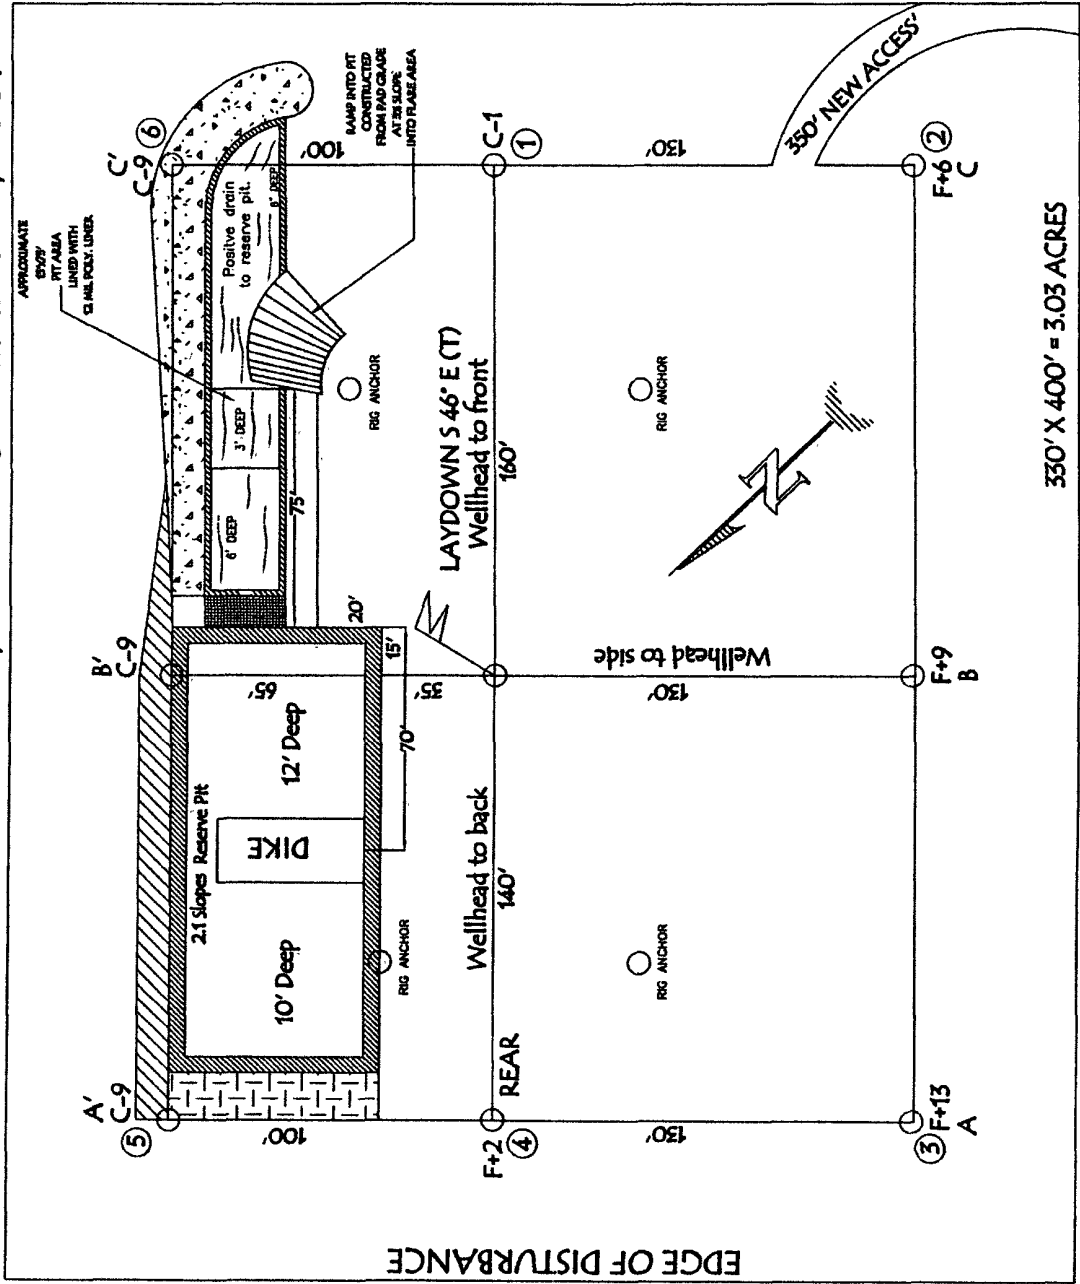 APPROXIMATE
PIT AREA
LINED WITH
12 MIL POLY. LINER
RAMP INTO PIT
CONSTRUCTED
FROM PAD GRADE
AT 5% SLOPE
INTO FLARE AREA
A'
C-9
5
B'
C-9
C'
C-9
6
2.1 Slopes Reserve Pit
10' Deep
DIKE
12' Deep
65'
35'
70'
15'
20'
6' DEEP
3' DEEP
75'
Positve drain
to reserve pit.
6' DEEP
100'
100'
RIG ANCHOR
RIG ANCHOR
RIG ANCHOR
RIG ANCHOR
LAYDOWN S 46° E (T)
Wellhead to front
160'
Wellhead to back
140'
REAR
F+2
4
C-1
1
130'
130'
130'
Wellhead to side
N
350' NEW ACCESS'
3
F+13
A
F+9
B
2
F+6
C
EDGE OF DISTURBANCE
330' X 400' = 3.03 ACRES